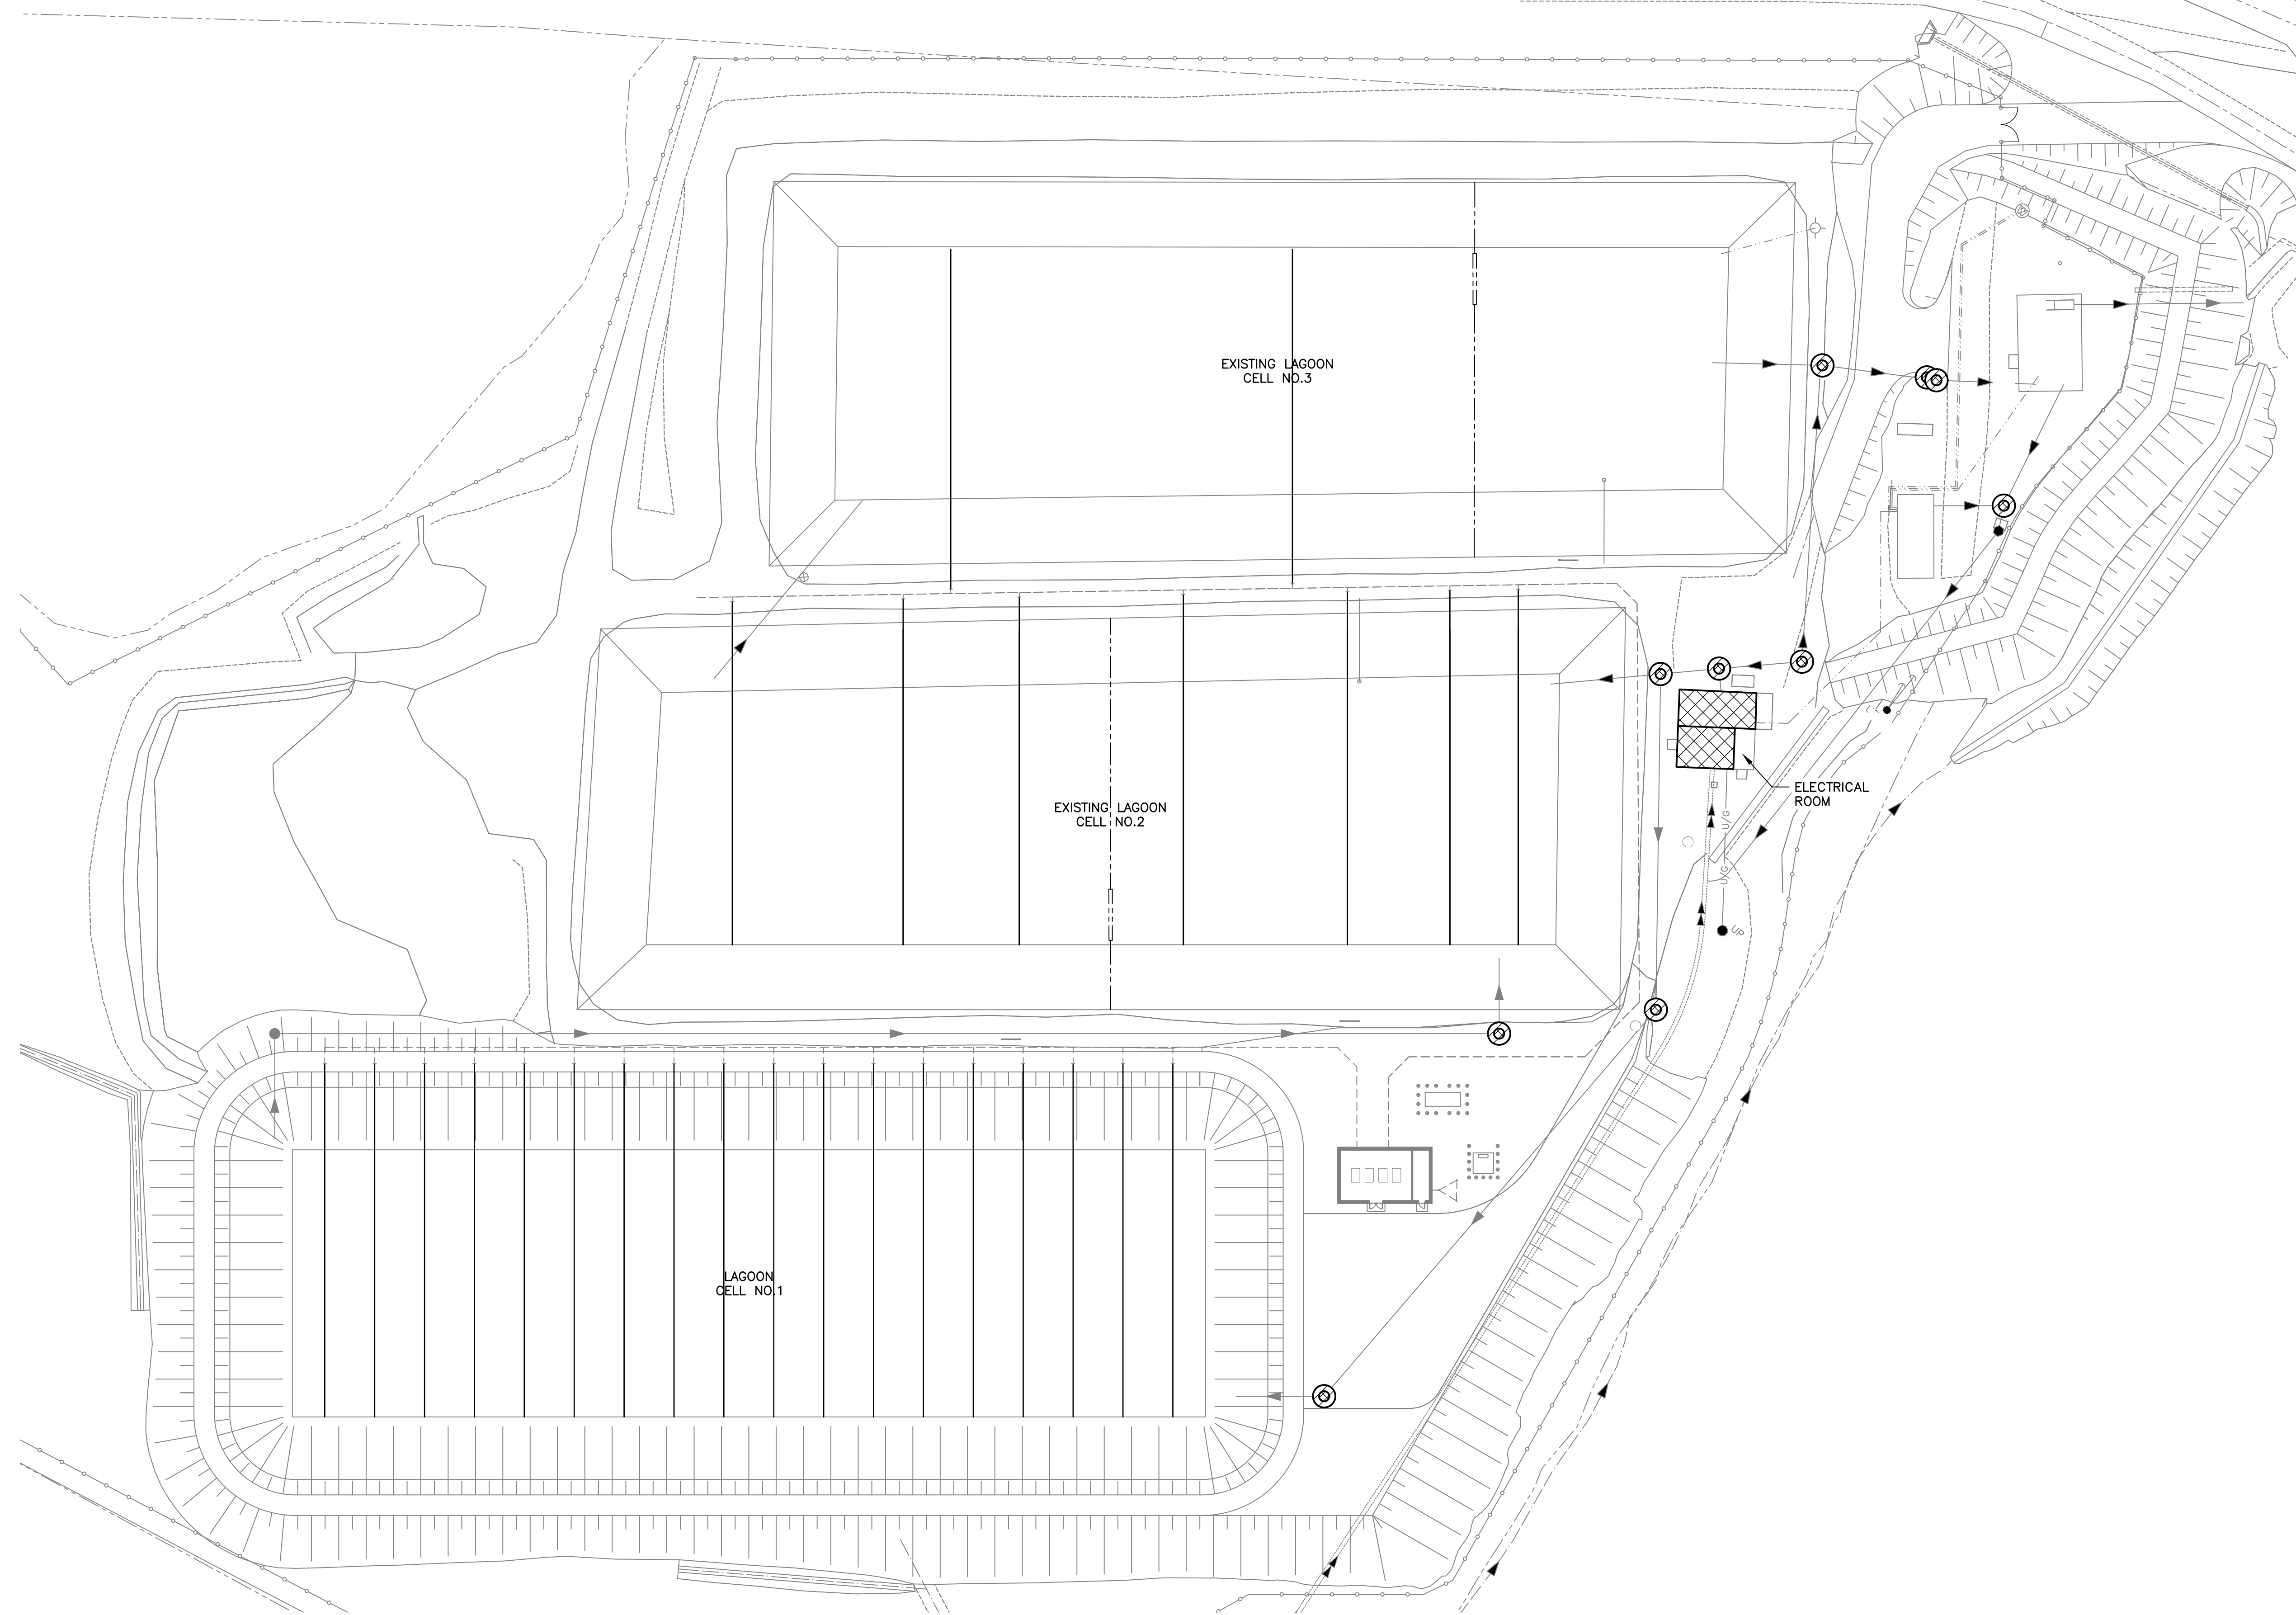 EXISTING LAGOON
CELL NO.3
EXISTING LAGOON
CELL NO.2
ELECTRICAL
ROOM
U/G
U/G
UP
LAGOON
CELL NO.1